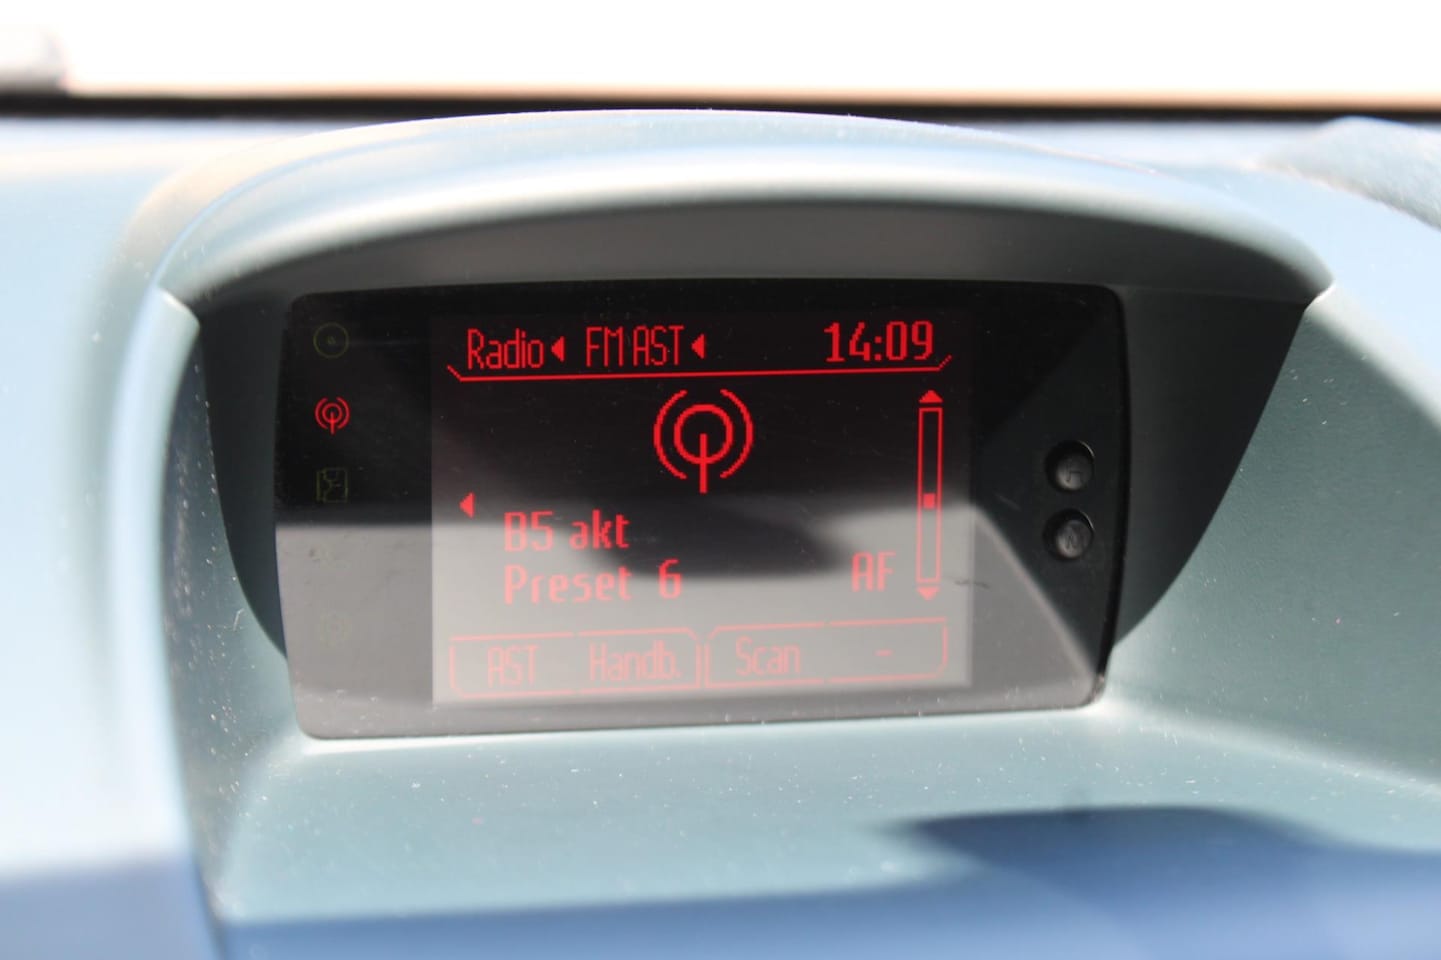 Radio FM AST 14:09
B5 akt
Preset 6 AF
AST Handb. Scan -
H
M